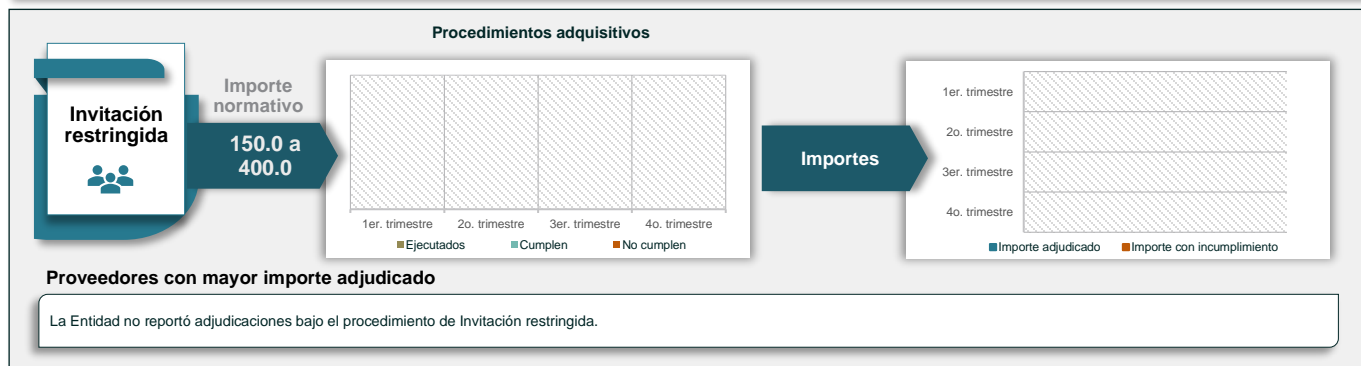 Procedimientos adquisitivos
Invitación
restringida
Importe
normativo
150.0 a
400.0
1er. trimestre 2o. trimestre 3er. trimestre 4o. trimestre
Ejecutados Cumplen No cumplen
Importes
1er. trimestre
2o. trimestre
3er. trimestre
4o. trimestre
Importe adjudicado Importe con incumplimiento
Proveedores con mayor importe adjudicado
La Entidad no reportó adjudicaciones bajo el procedimiento de Invitación restringida.